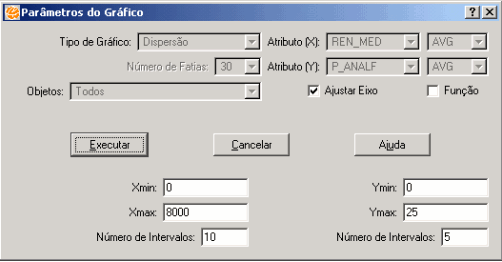 Parâmetros do Gráfico
Tipo de Gráfico: Dispersão Atributo (X): REN_MED AVG
Número de Fatias: 30 Atributo (Y): P_ANALF AVG
Objetos: Todos Ajustar Eixo Função
Executar Cancelar Ajuda
Xmin: 0 Ymin: 0
Xmax: 8000 Ymax: 25
Número de Intervalos: 10 Número de Intervalos: 5